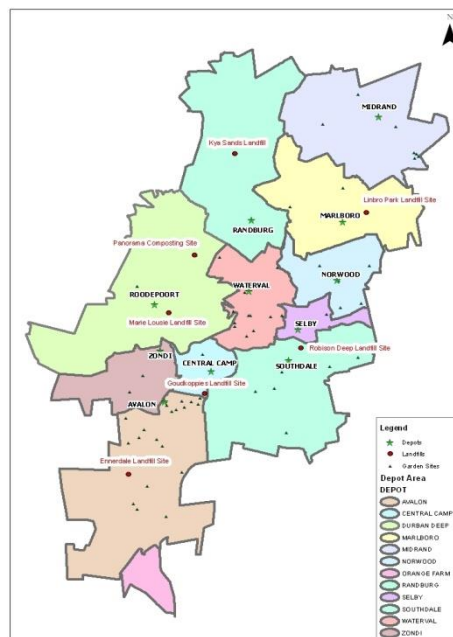 N
MIDRAND
Kya Sands Landfill
Linbro Park Landfill Site
MARLBORO
RANDBURG
Panorama Composting Site
NORWOOD
WATERVAL
ROODEPOORT
Marie Lousie Landfill Site
SELBY
Robison Deep Landfill Site
ZONDI
CENTRAL CAMP
SOUTHDALE
Goudkoppies Landfill Site
AVALON
Ennerdale Landfill Site
Legend
Depots
Landfills
Garden Sites
Depot Area
DEPOT
AVALON
CENTRAL CAMP
DURBAN DEEP
MARLBORO
MIDRAND
NORWOOD
ORANGE FARM
RANDBURG
SELBY
SOUTHDALE
WATERVAL
ZONDI